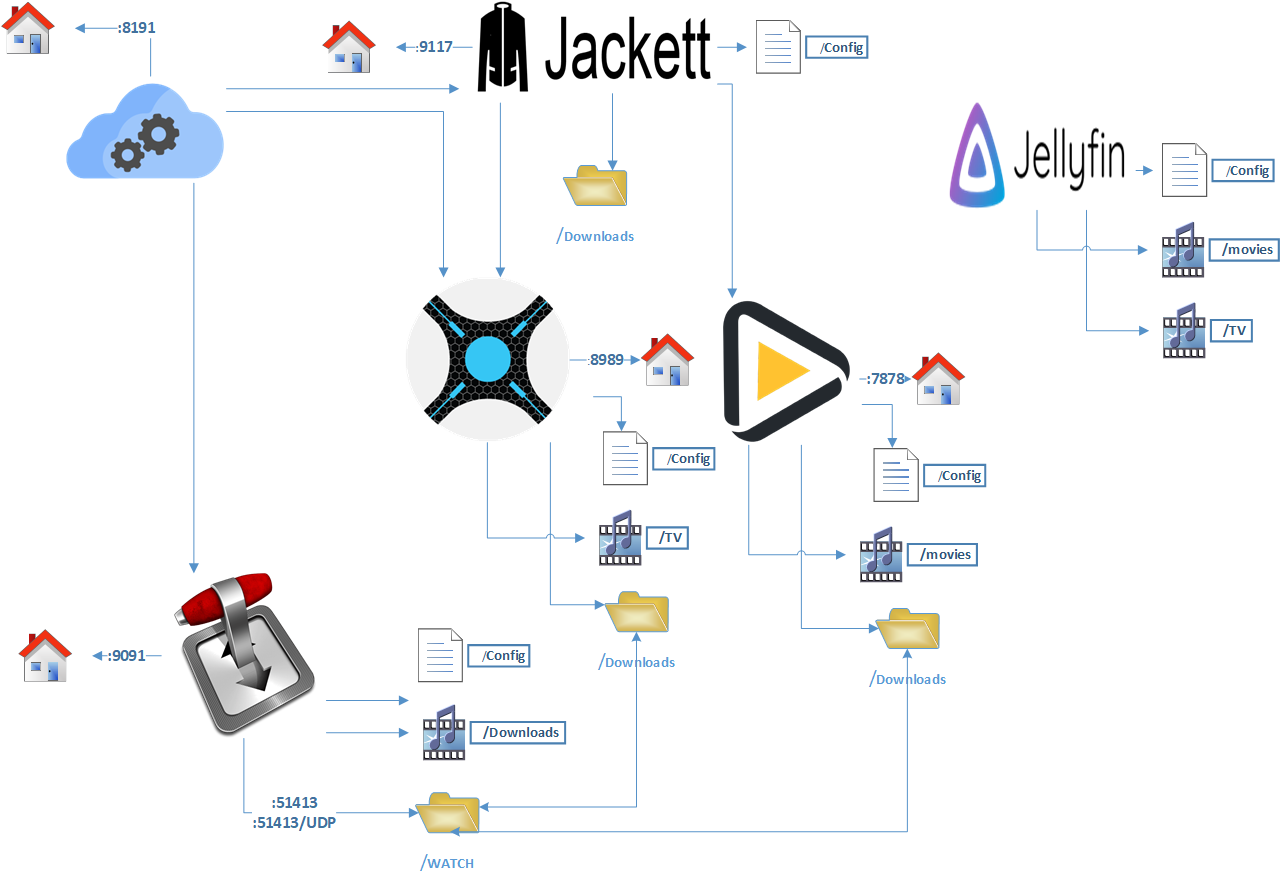 :8191
:9117
Jackett
/Config
/Downloads
Jellyfin
/Config
/movies
/TV
:8989
:7878
/Config
/Config
/TV
/movies
/Downloads
/Downloads
:9091
/Config
/Downloads
:51413
:51413/UDP
/WATCH